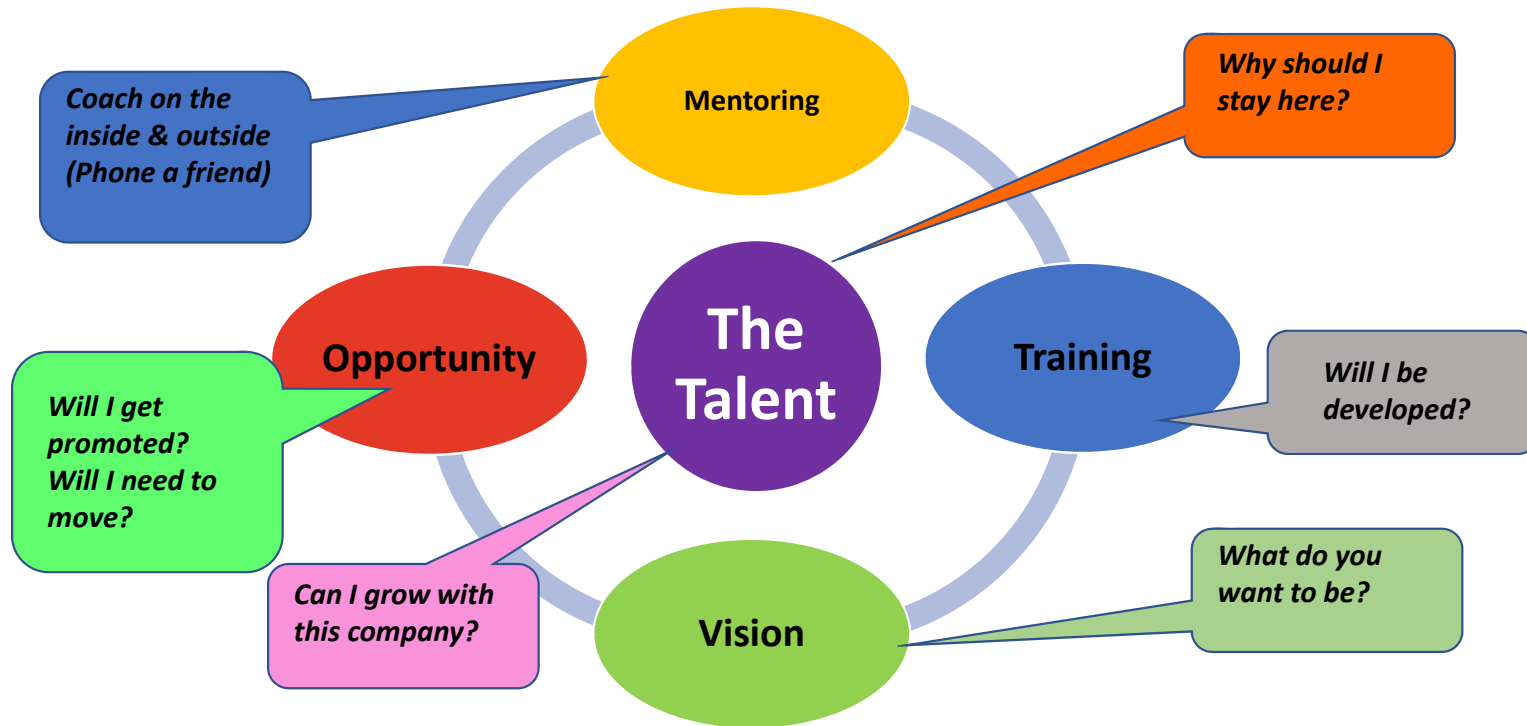 Coach on the
inside & outside
(Phone a friend)
Mentoring
Why should I
stay here?
Opportunity
The
Talent
Training
Will I get
promoted?
Will I need to
move?
Will I be
developed?
Can I grow with
this company?
Vision
What do you
want to be?